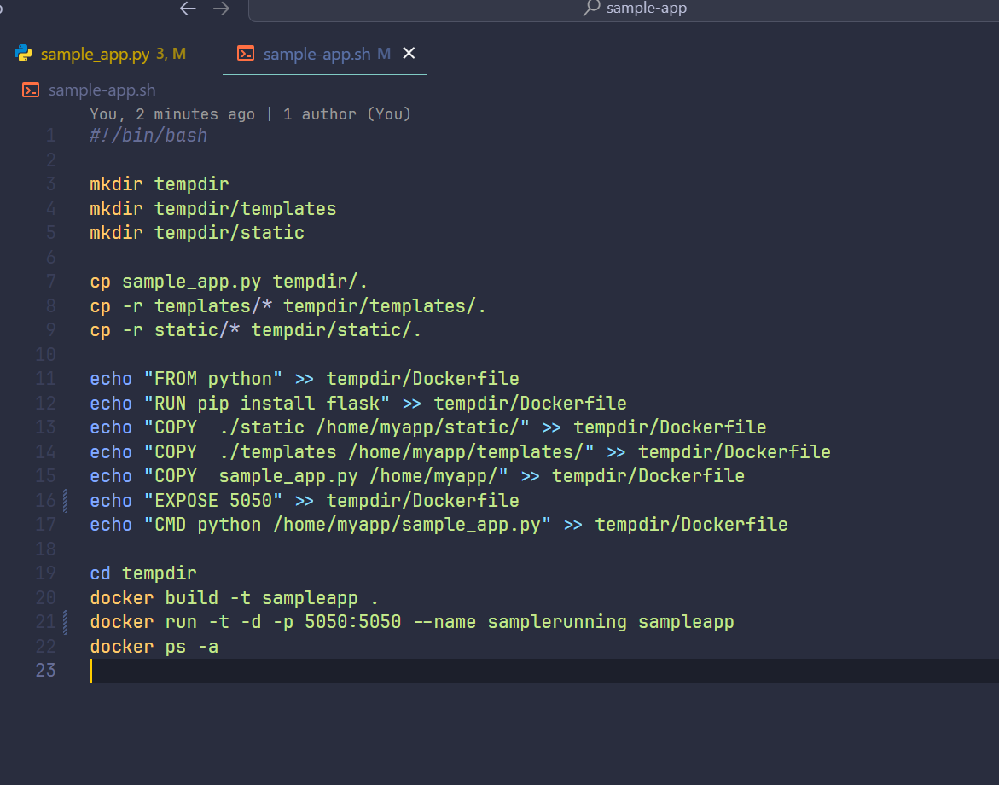 sample-app
sample_app.py 3, M
sample-app.sh M
sample-app.sh
You, 2 minutes ago | 1 author (You)
1 #!/bin/bash
2
3 mkdir tempdir
4 mkdir tempdir/templates
5 mkdir tempdir/static
6
7 cp sample_app.py tempdir/.
8 cp -r templates/* tempdir/templates/.
9 cp -r static/* tempdir/static/.
10
11 echo "FROM python" >> tempdir/Dockerfile
12 echo "RUN pip install flask" >> tempdir/Dockerfile
13 echo "COPY  ./static /home/myapp/static/" >> tempdir/Dockerfile
14 echo "COPY  ./templates /home/myapp/templates/" >> tempdir/Dockerfile
15 echo "COPY  sample_app.py /home/myapp/" >> tempdir/Dockerfile
16 echo "EXPOSE 5050" >> tempdir/Dockerfile
17 echo "CMD python /home/myapp/sample_app.py" >> tempdir/Dockerfile
18
19 cd tempdir
20 docker build -t sampleapp .
21 docker run -t -d -p 5050:5050 --name samplerunning sampleapp
22 docker ps -a
23